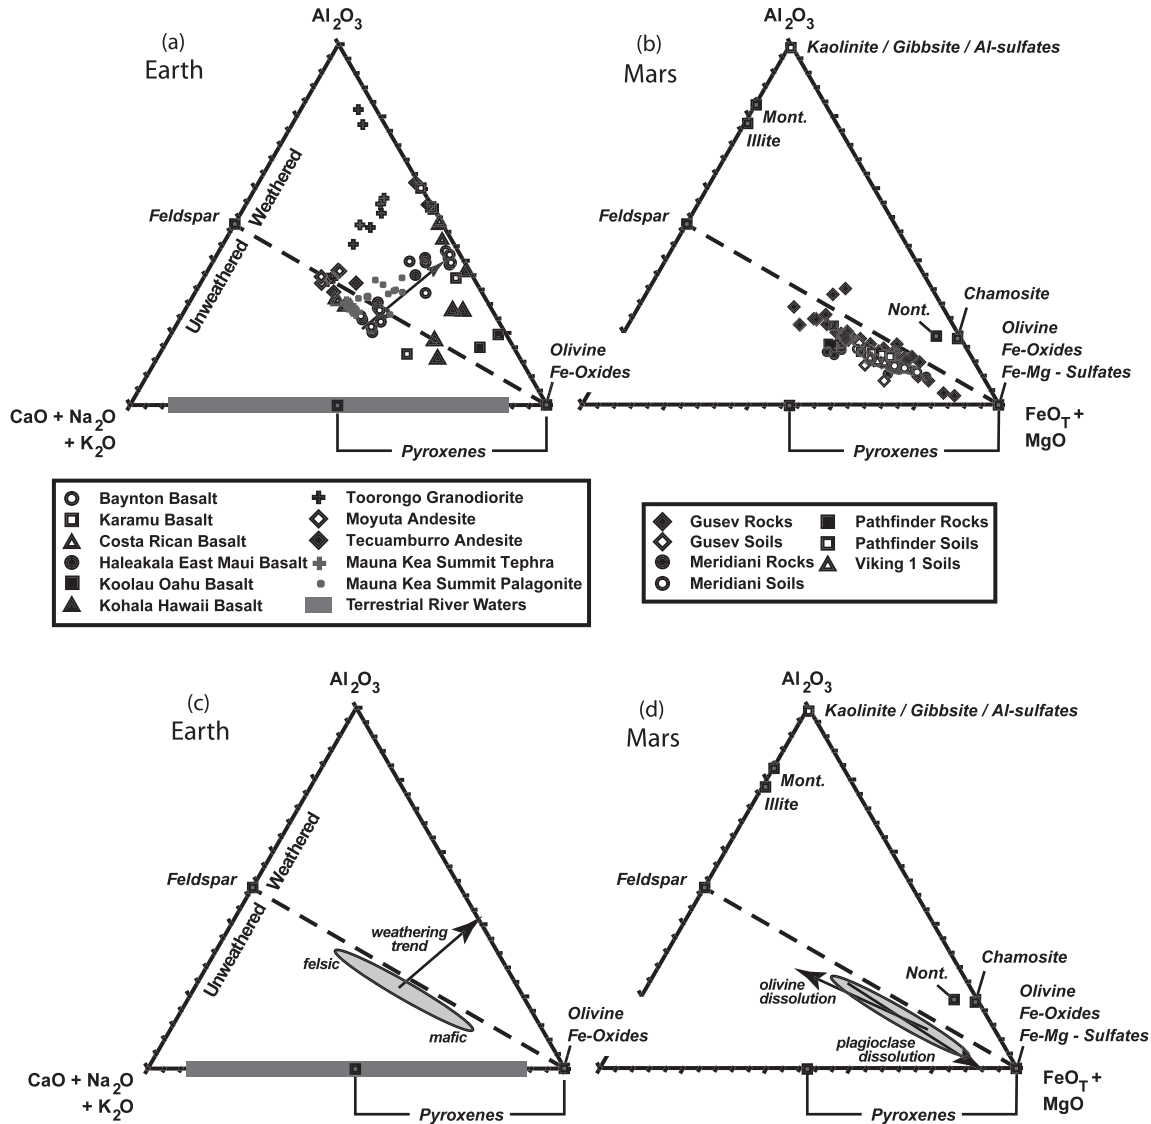 Al2O3
(a)
Earth
Weathered
Feldspar
Unweathered
Olivine
Fe-Oxides
CaO + Na2O
+ K2O
Pyroxenes
Al2O3
(b)
Mars
Kaolinite / Gibbsite / Al-sulfates
Mont.
Illite
Feldspar
Chamosite
Nont.
Olivine
Fe-Oxides
Fe-Mg - Sulfates
FeOT +
MgO
Pyroxenes
Baynton Basalt
Karamu Basalt
Costa Rican Basalt
Haleakala East Maui Basalt
Koolau Oahu Basalt
Kohala Hawaii Basalt
Toorongo Granodiorite
Moyuta Andesite
Tecuamburro Andesite
Mauna Kea Summit Tephra
Mauna Kea Summit Palagonite
Terrestrial River Waters
Gusev Rocks
Gusev Soils
Meridiani Rocks
Meridiani Soils
Pathfinder Rocks
Pathfinder Soils
Viking 1 Soils
Al2O3
(c)
Earth
Weathered
Feldspar
Unweathered
weathering
trend
felsic
mafic
Olivine
Fe-Oxides
CaO + Na2O
+ K2O
Pyroxenes
Al2O3
(d)
Mars
Kaolinite / Gibbsite / Al-sulfates
Mont.
Illite
Feldspar
Chamosite
Nont.
olivine
dissolution
plagioclase
dissolution
Olivine
Fe-Oxides
Fe-Mg - Sulfates
FeOT +
MgO
Pyroxenes